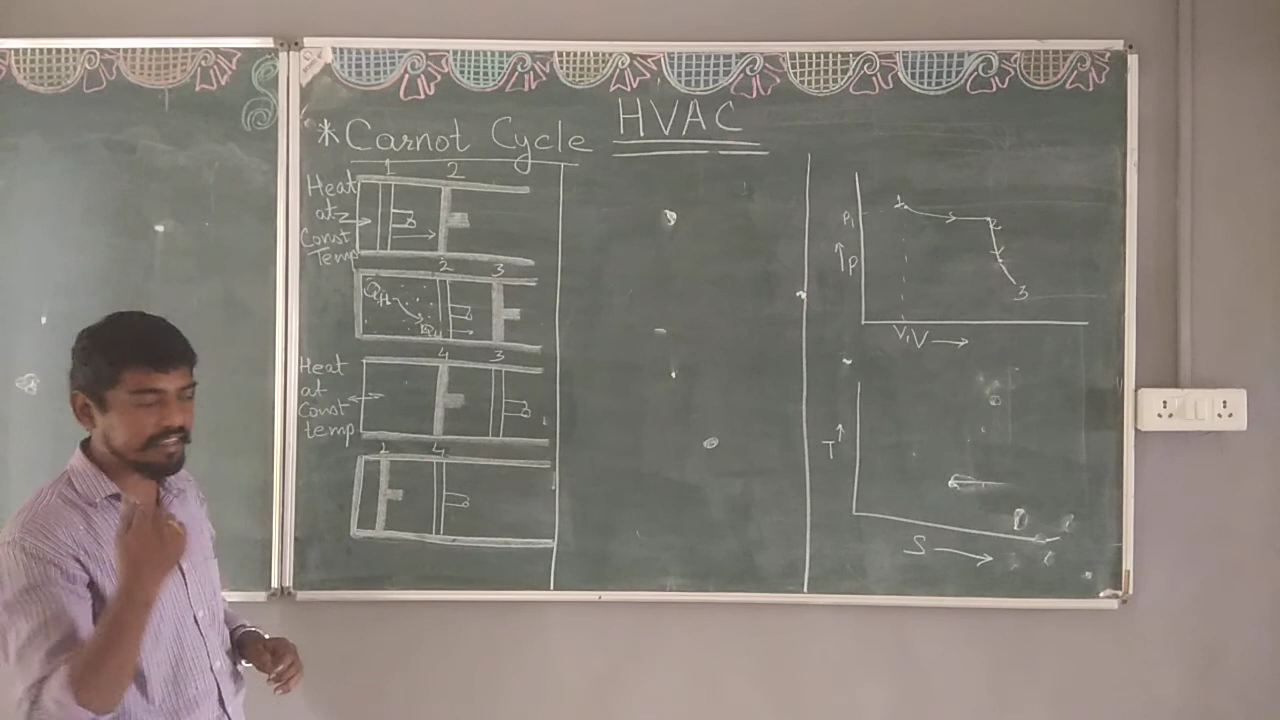 HVAC
* Carnot Cycle
1 2
Heat
at
Const
Temp
2 3
QH
4 3
Heat
at
Const
temp
1 4
P1
↑P
1
2
3
V1 V →
T ↑
S →